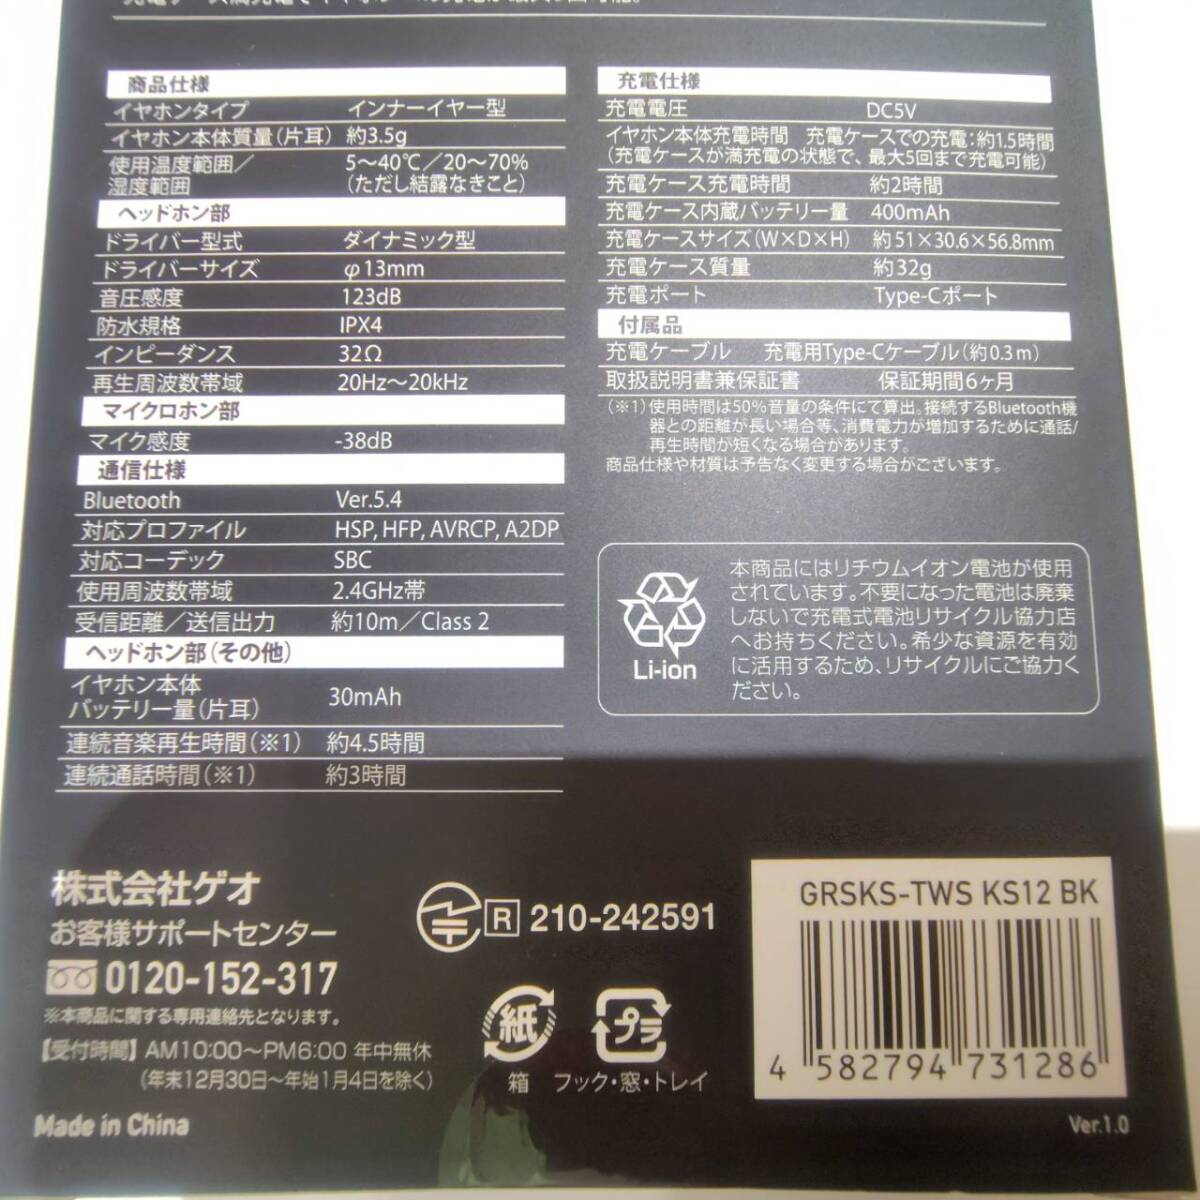 商品仕様
イヤホンタイプ インナーイヤー型
イヤホン本体質量(片耳) 約3.5g
使用温度範囲/ 5〜40℃/20〜70%
湿度範囲 (ただし結露なきこと)
ヘッドホン部
ドライバー型式 ダイナミック型
ドライバーサイズ φ13mm
音圧感度 123dB
防水規格 IPX4
インピーダンス 32Ω
再生周波数帯域 20Hz〜20kHz
マイクロホン部
マイク感度 -38dB
通信仕様
Bluetooth Ver.5.4
対応プロファイル HSP, HFP, AVRCP, A2DP
対応コーデック SBC
使用周波数帯域 2.4GHz帯
受信距離/送信出力 約10m/Class 2
ヘッドホン部(その他)
イヤホン本体
バッテリー量(片耳) 30mAh
連続音楽再生時間(※1) 約4.5時間
連続通話時間(※1) 約3時間
充電仕様
充電電圧 DC5V
イヤホン本体充電時間 充電ケースでの充電:約1.5時間
(充電ケースが満充電の状態で、最大5回まで充電可能)
充電ケース充電時間 約2時間
充電ケース内蔵バッテリー量 400mAh
充電ケースサイズ(W×D×H) 約51×30.6×56.8mm
充電ケース質量 約32g
充電ポート Type-Cポート
付属品
充電ケーブル 充電用Type-Cケーブル(約0.3m)
取扱説明書兼保証書 保証期間6ヶ月
(※1)使用時間は50%音量の条件にて算出。接続するBluetooth機
器との距離が長い場合等、消費電力が増加するために通話/
再生時間が短くなる場合があります。
商品仕様や材質は予告なく変更する場合がございます。
Li-ion
本商品にはリチウムイオン電池が使用
されています。不要になった電池は廃棄
しないで充電式電池リサイクル協力店
へお持ちください。希少な資源を有効
に活用するため、リサイクルにご協力く
ださい。
株式会社ゲオ
お客様サポートセンター
0120-152-317
※本商品に関する専用連絡先となります。
【受付時間】AM10:00〜PM6:00 年中無休
(年末12月30日〜年始1月4日を除く)
Made in China
R 210-242591
紙 プラ
箱 フック・窓・トレイ
GRSKS-TWS KS12 BK
4 582794 731286
Ver.1.0